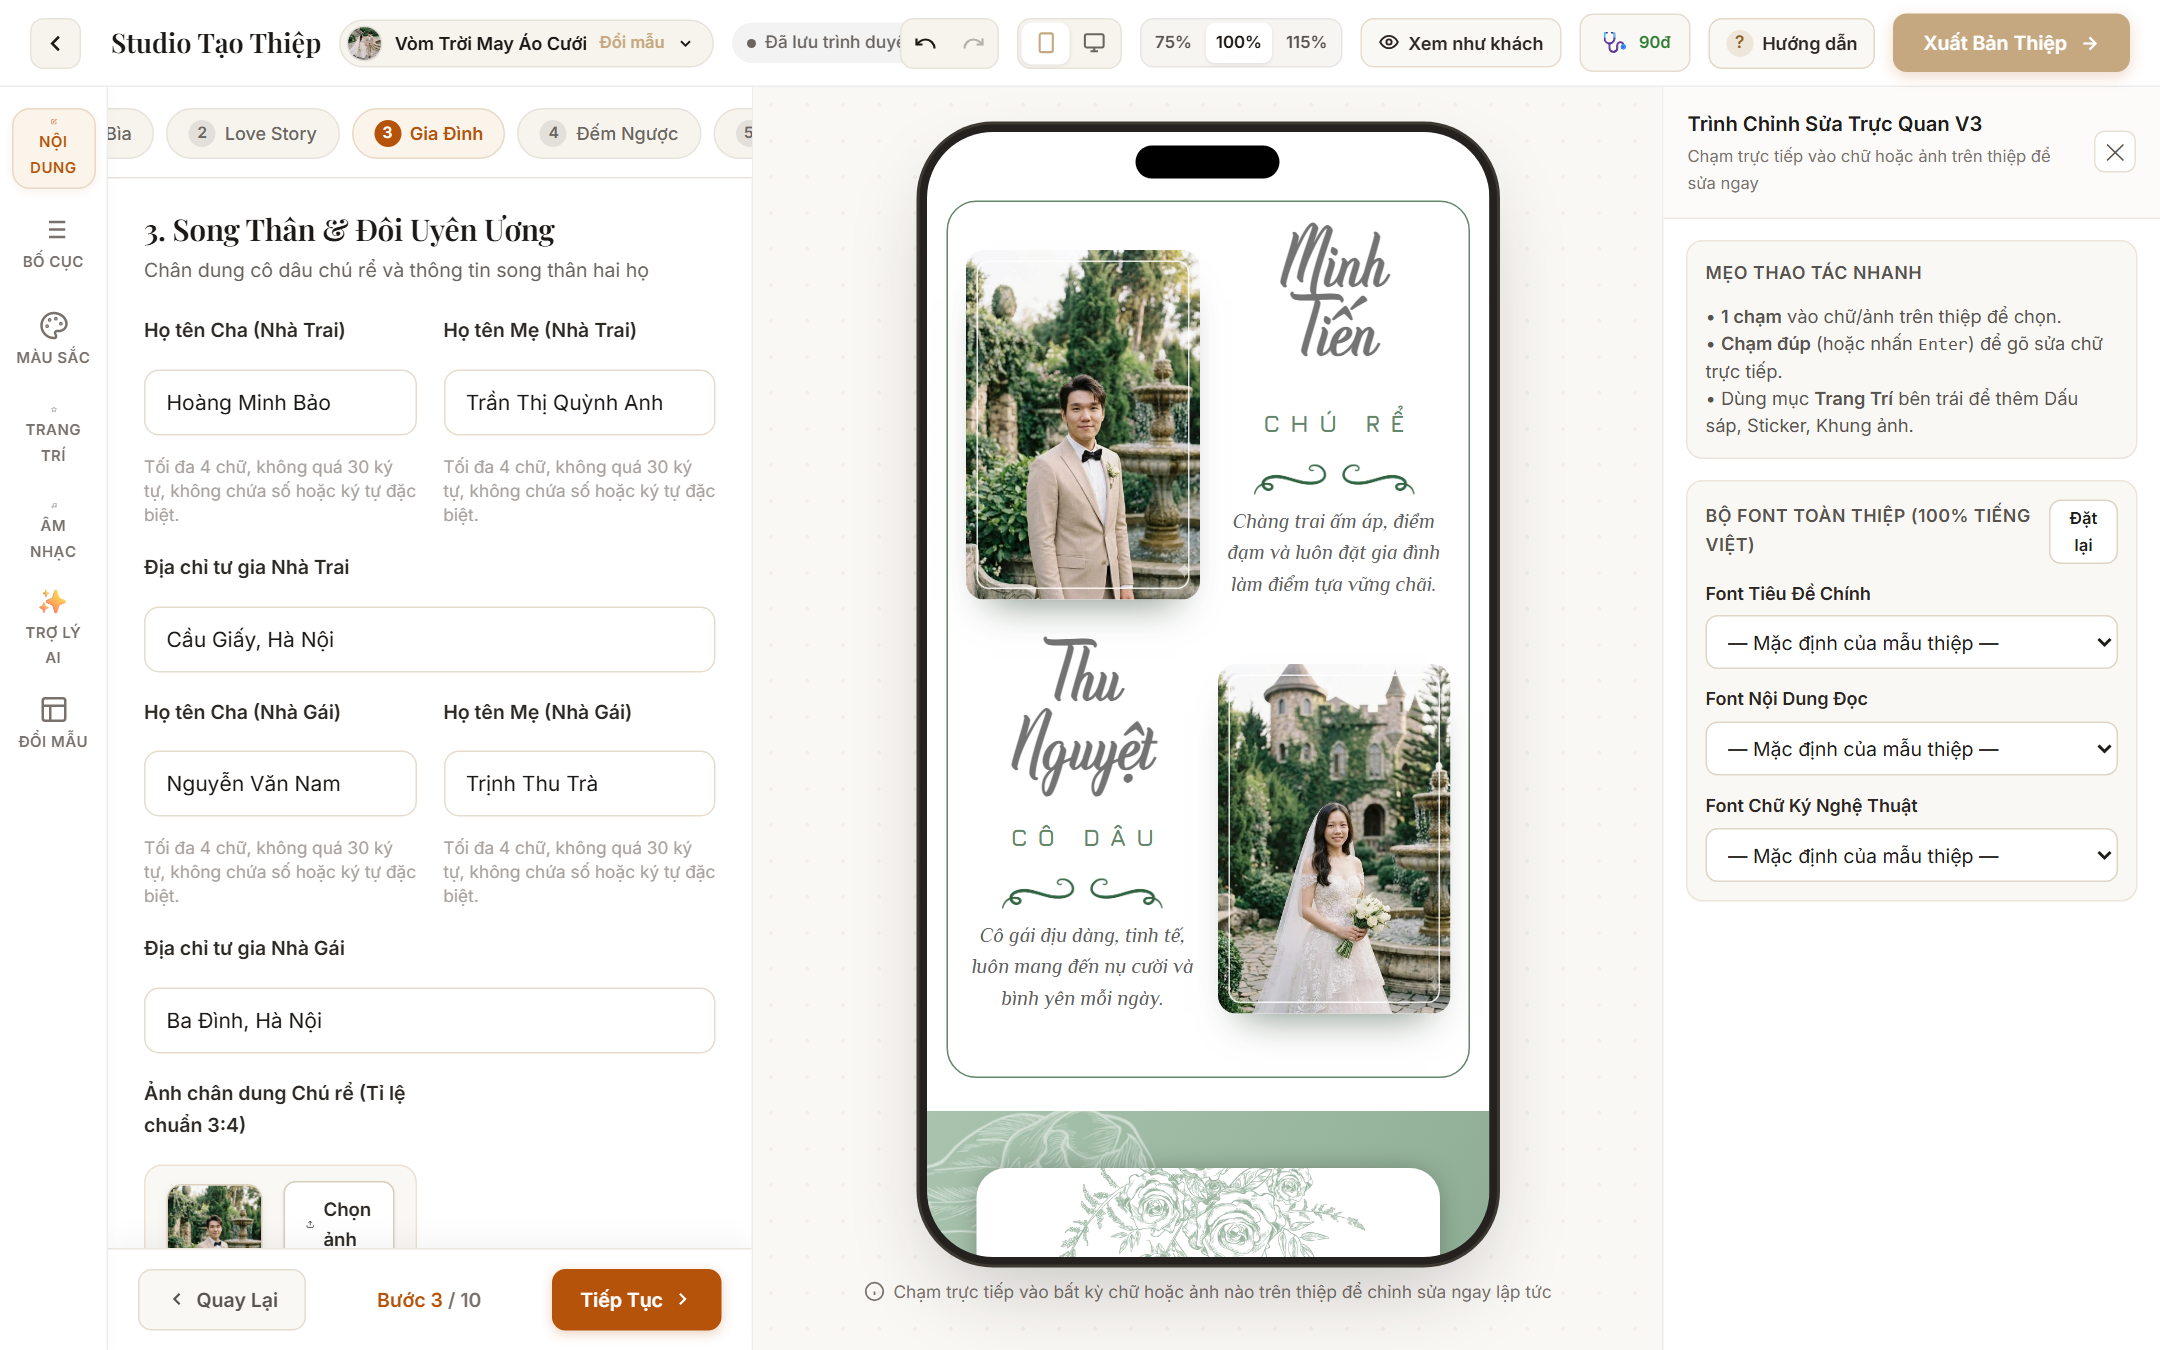 Studio Tạo Thiệp
Vòm Trời May Áo Cưới Đổi mẫu
Đã lưu trình duyệ
75% 100% 115%
Xem như khách
90đ
? Hướng dẫn
Xuất Bản Thiệp →
NỘI
DUNG
BỐ CỤC
MÀU SẮC
TRANG
TRÍ
ÂM
NHẠC
TRỢ LÝ
AI
ĐỔI MẪU
Bìa
2 Love Story
3 Gia Đình
4 Đếm Ngược
5
3. Song Thân & Đôi Uyên Ương
Chân dung cô dâu chú rể và thông tin song thân hai họ
Họ tên Cha (Nhà Trai) Họ tên Mẹ (Nhà Trai)
Hoàng Minh Bảo Trần Thị Quỳnh Anh
Tối đa 4 chữ, không quá 30 ký Tối đa 4 chữ, không quá 30 ký
tự, không chứa số hoặc ký tự đặc tự, không chứa số hoặc ký tự đặc
biệt. biệt.
Địa chỉ tư gia Nhà Trai
Cầu Giấy, Hà Nội
Họ tên Cha (Nhà Gái) Họ tên Mẹ (Nhà Gái)
Nguyễn Văn Nam Trịnh Thu Trà
Tối đa 4 chữ, không quá 30 ký Tối đa 4 chữ, không quá 30 ký
tự, không chứa số hoặc ký tự đặc tự, không chứa số hoặc ký tự đặc
biệt. biệt.
Địa chỉ tư gia Nhà Gái
Ba Đình, Hà Nội
Ảnh chân dung Chú rể (Tỉ lệ
chuẩn 3:4)
Chọn
ảnh
Quay Lại
Bước 3 / 10
Tiếp Tục
Minh
Tiến
CHÚ RỂ
Chàng trai ấm áp, điềm
đạm và luôn đặt gia đình
làm điểm tựa vững chãi.
Thu
Nguyệt
CÔ DÂU
Cô gái dịu dàng, tinh tế,
luôn mang đến nụ cười và
bình yên mỗi ngày.
Chạm trực tiếp vào bất kỳ chữ hoặc ảnh nào trên thiệp để chỉnh sửa ngay lập tức
Trình Chỉnh Sửa Trực Quan V3
Chạm trực tiếp vào chữ hoặc ảnh trên thiệp để
sửa ngay
MẸO THAO TÁC NHANH
• 1 chạm vào chữ/ảnh trên thiệp để chọn.
• Chạm đúp (hoặc nhấn Enter) để gõ sửa chữ
trực tiếp.
• Dùng mục Trang Trí bên trái để thêm Dấu
sáp, Sticker, Khung ảnh.
BỘ FONT TOÀN THIỆP (100% TIẾNG
VIỆT)
Đặt
lại
Font Tiêu Đề Chính
— Mặc định của mẫu thiệp —
Font Nội Dung Đọc
— Mặc định của mẫu thiệp —
Font Chữ Ký Nghệ Thuật
— Mặc định của mẫu thiệp —